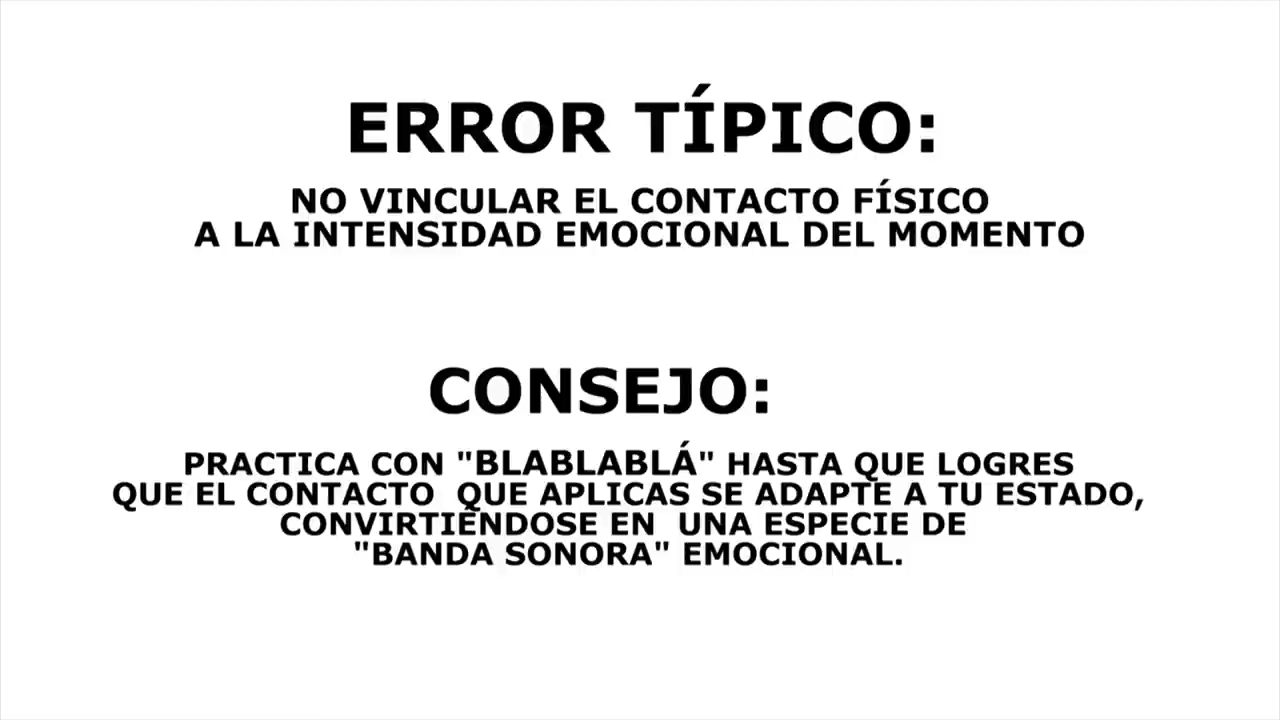 ERROR TÍPICO:
NO VINCULAR EL CONTACTO FÍSICO
A LA INTENSIDAD EMOCIONAL DEL MOMENTO
CONSEJO:
PRACTICA CON "BLABLABLÁ" HASTA QUE LOGRES
QUE EL CONTACTO QUE APLICAS SE ADAPTE A TU ESTADO,
CONVIRTIENDOSE EN UNA ESPECIE DE
"BANDA SONORA" EMOCIONAL.